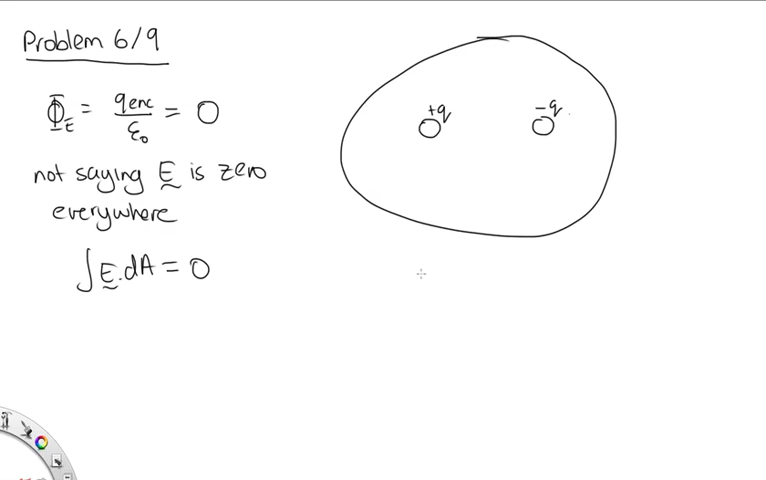 Problem 6/9
Φ_E = q_enc/ε₀ = 0
not saying E is zero
everywhere
∫E.dA = 0
+q
-q